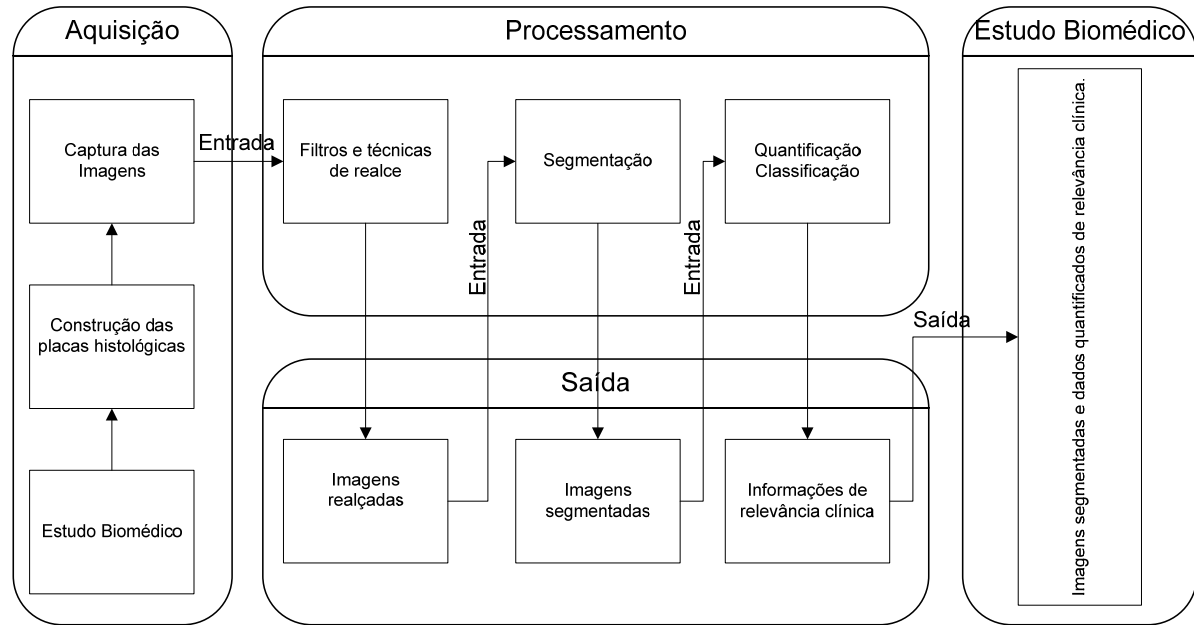 Aquisição
Captura das
Imagens
Construção das
placas histológicas
Estudo Biomédico
Entrada
Processamento
Filtros e técnicas
de realce
Entrada
Segmentação
Entrada
Quantificação
Classificação
Saída
Imagens
realçadas
Imagens
segmentadas
Informações de
relevância clínica
Saída
Estudo Biomédico
Imagens segmentadas e dados quantificados de relevância clínica.